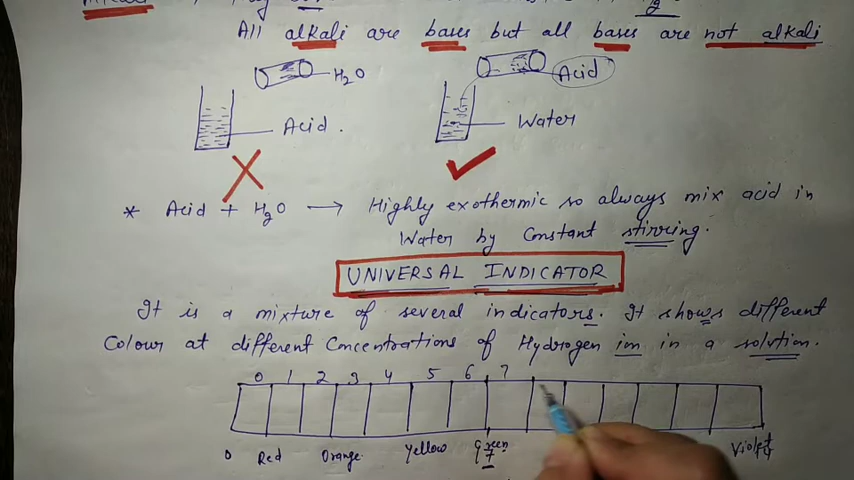 All alkali are bases but all bases are not alkali
H₂O
Acid
Acid.
Water
* Acid + H₂O → Highly exothermic so always mix acid in
Water by Constant stirring.
UNIVERSAL INDICATOR
It is a mixture of several indicators. It shows different
Colour at different Concentrations of Hydrogen ion in a solution.
0 1 2 3 4 5 6 7
0 Red Orange Yellow Green Violet
7